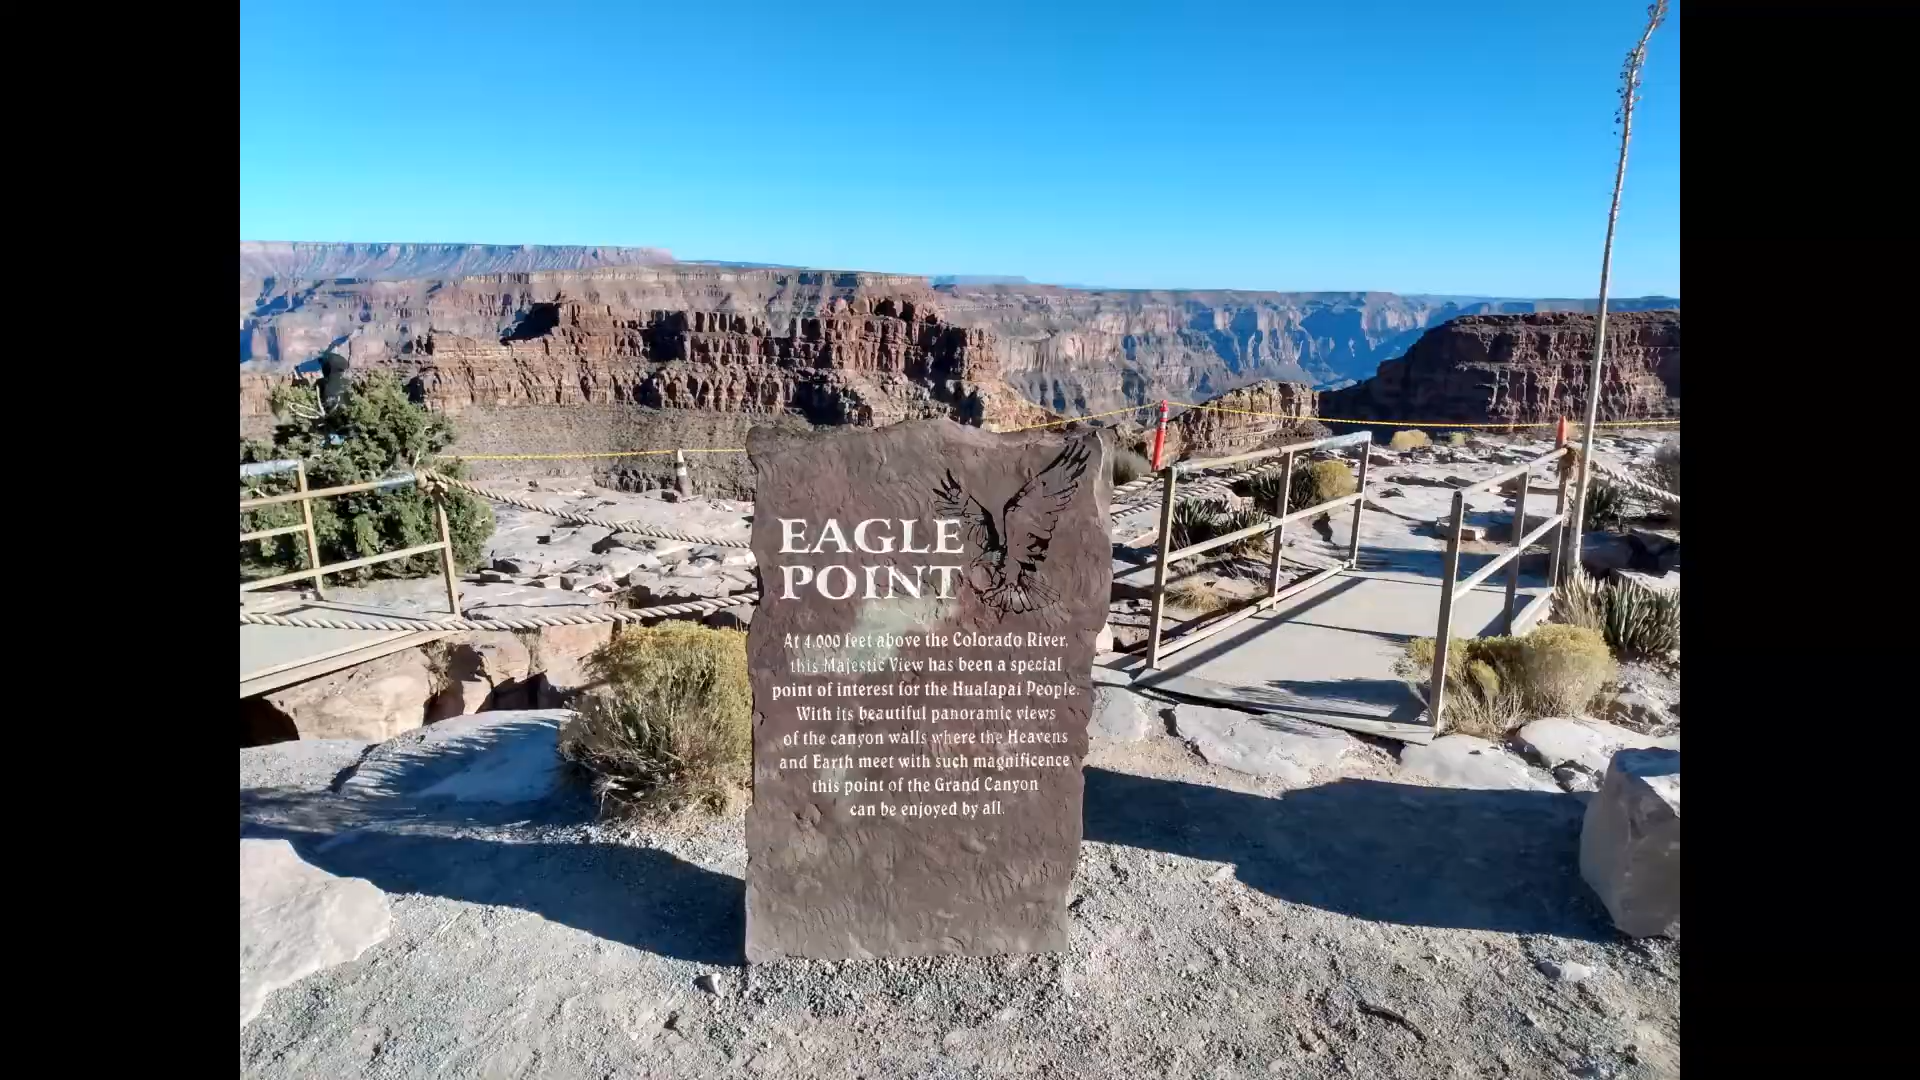 EAGLE
POINT
At 4,000 feet above the Colorado River,
this Majestic View has been a special
point of interest for the Hualapai People.
With its beautiful panoramic views
of the canyon walls where the Heavens
and Earth meet with such magnificence
this point of the Grand Canyon
can be enjoyed by all.